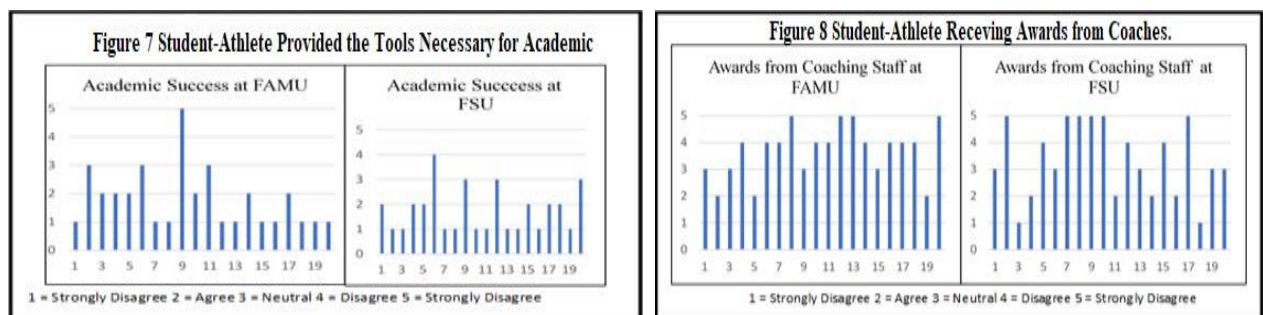 Figure 7 Student-Athlete Provided the Tools Necessary for Academic
Academic Success at FAMU
5
4
3
2
1
0
1 3 5 7 9 11 13 15 17 19
Academic Succcess at
FSU
5
4
3
2
1
0
1 3 5 7 9 11 13 15 17 19
1 = Strongly Disagree 2 = Agree 3 = Neutral 4 = Disagree 5 = Strongly Disagree
Figure 8 Student-Athlete Receving Awards from Coaches.
Awards from Coaching Staff at
FAMU
5
4
3
2
1
0
1 3 5 7 9 11 13 15 17 19
Awards from Coaching Staff at
FSU
5
4
3
2
1
0
1 3 5 7 9 11 13 15 17 19
1 = Strongly Disagree 2 = Agree 3 = Neutral 4 = Disagree 5 = Strongly Disagree